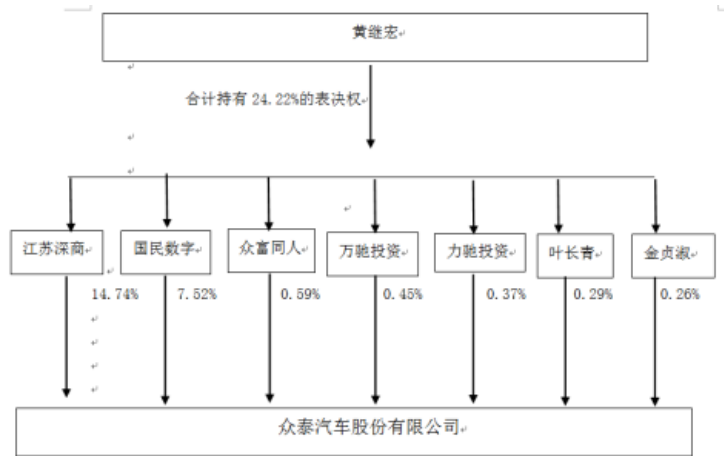 黄继宏
合计持有 24.22%的表决权
江苏深商 国民数字 众富同人 万驰投资 力驰投资 叶长青 金贞淑
14.74% 7.52% 0.59% 0.45% 0.37% 0.29% 0.26%
众泰汽车股份有限公司